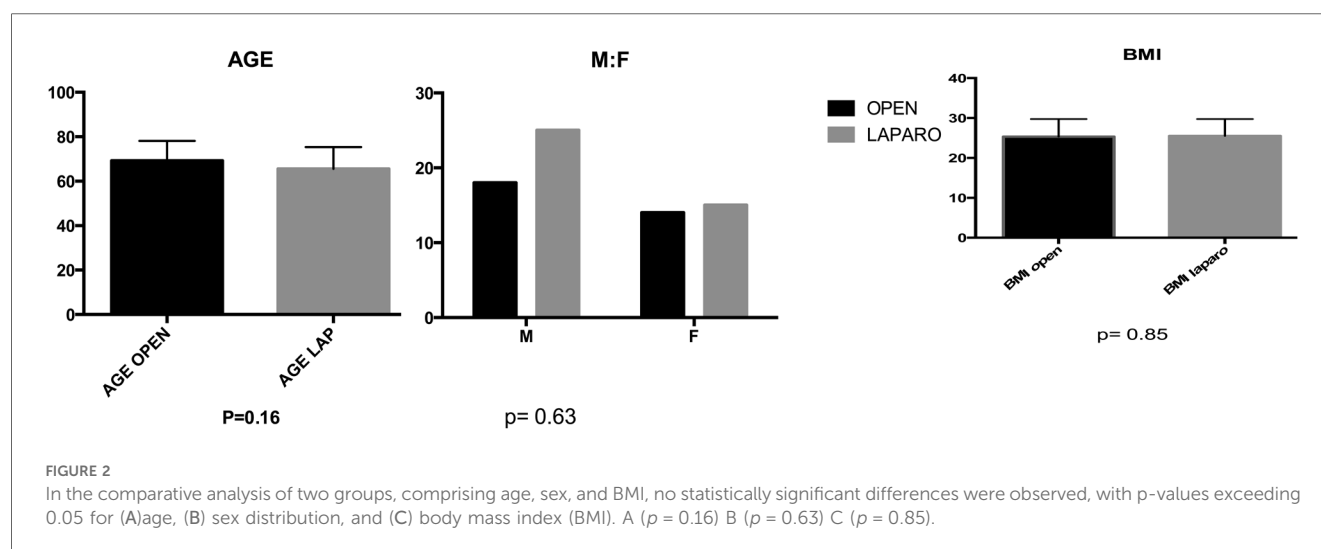 AGE
100
80
60
40
20
0
AGE OPEN
AGE LAP
P=0.16
M:F
30
20
10
0
M
F
p= 0.63
OPEN
LAPARO
BMI
40
30
20
10
0
BMI open
BMI laparo
p= 0.85
FIGURE 2
In the comparative analysis of two groups, comprising age, sex, and BMI, no statistically significant differences were observed, with p-values exceeding
0.05 for (A)age, (B) sex distribution, and (C) body mass index (BMI). A (p = 0.16) B (p = 0.63) C (p = 0.85).